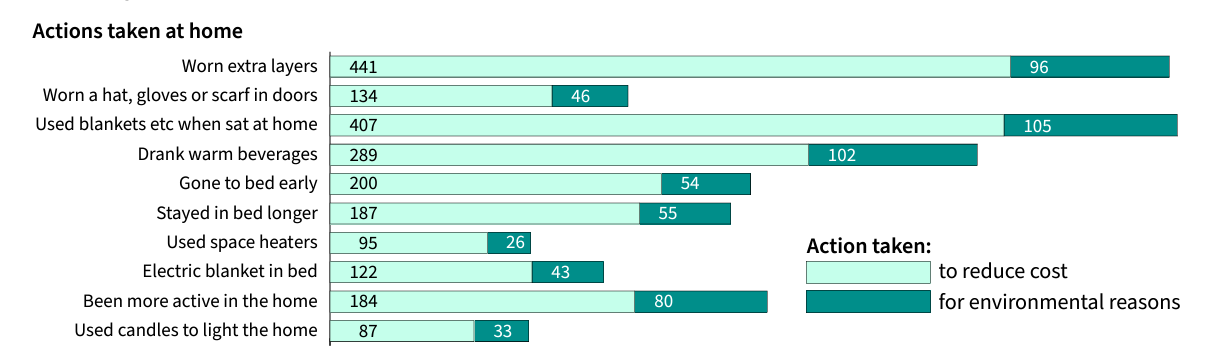 Actions taken at home
Worn extra layers 441 96
Worn a hat, gloves or scarf in doors 134 46
Used blankets etc when sat at home 407 105
Drank warm beverages 289 102
Gone to bed early 200 54
Stayed in bed longer 187 55
Used space heaters 95 26
Electric blanket in bed 122 43
Been more active in the home 184 80
Used candles to light the home 87 33
Action taken:
to reduce cost
for environmental reasons